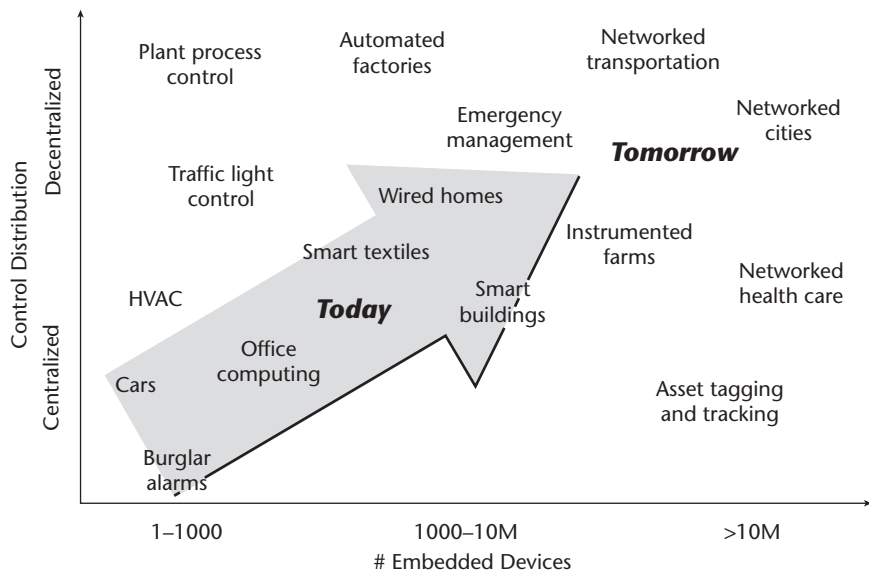 Plant process
control
Automated
factories
Networked
transportation
Emergency
management
Networked
cities
Tomorrow
Traffic light
control
Wired homes
Instrumented
farms
Smart textiles
Networked
health care
HVAC
Today
Smart
buildings
Office
computing
Cars
Asset tagging
and tracking
Burglar
alarms
Control Distribution
Decentralized
Centralized
1–1000
1000–10M
>10M
# Embedded Devices